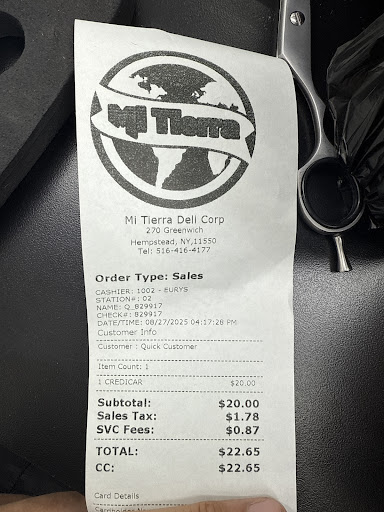 Mi Tierra
Mi Tierra Deli Corp
270 Greenwich
Hempstead, NY,11550
Tel: 516-416-4177
Order Type: Sales
CASHIER: 1002 - EURYS
STATION#: 02
NAME: Q_829917
CHECK#: 829917
DATE/TIME: 08/27/2025 04:17:28 PM
Customer Info
Customer : Quick Customer
Item Count: 1
1 CREDICAR $20.00
Subtotal: $20.00
Sales Tax: $1.78
SVC Fees: $0.87
TOTAL: $22.65
CC: $22.65
Card Details